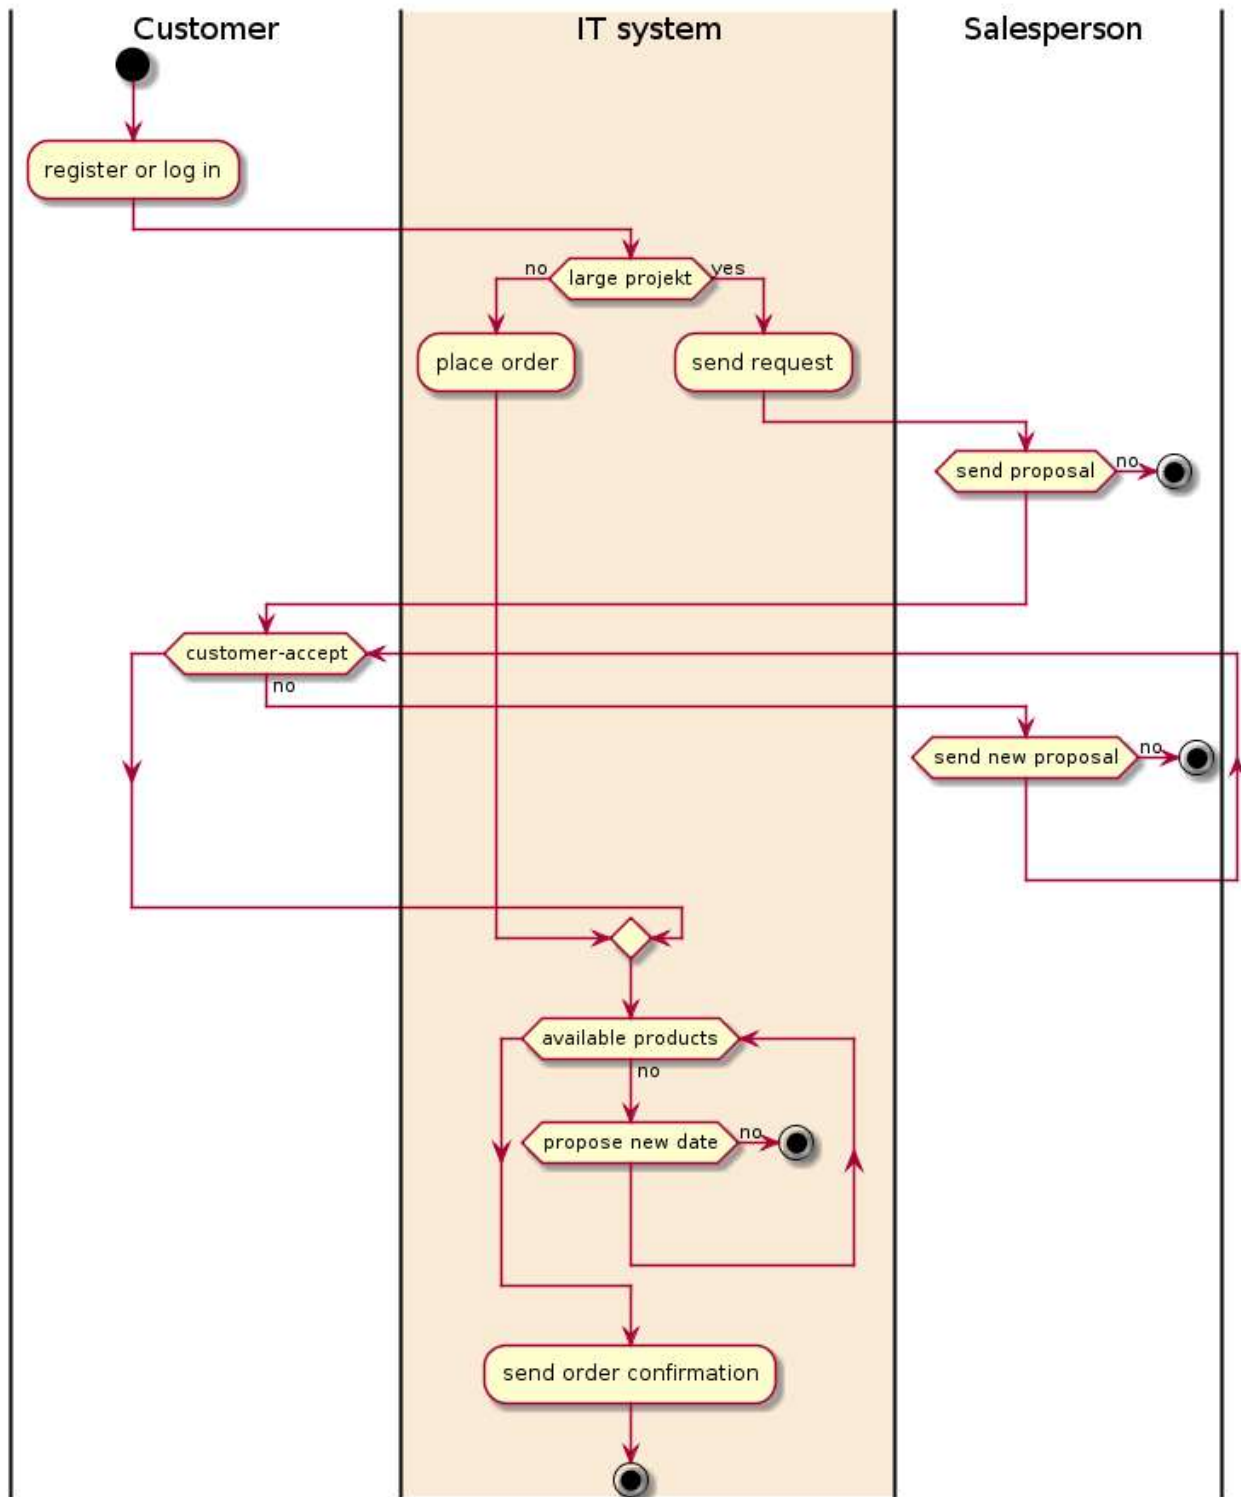 Customer
IT system
Salesperson
register or log in
no
large projekt
yes
place order
send request
send proposal
no
customer-accept
no
send new proposal
no
available products
no
propose new date
no
send order confirmation